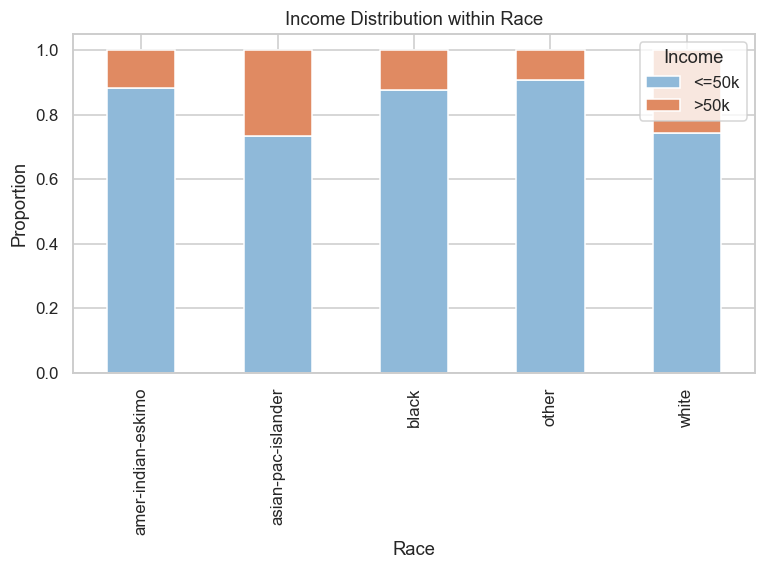 Income Distribution within Race
Income
<=50k
>50k
1.0
0.8
0.6
0.4
0.2
0.0
Proportion
amer-indian-eskimo
asian-pac-islander
black
other
white
Race